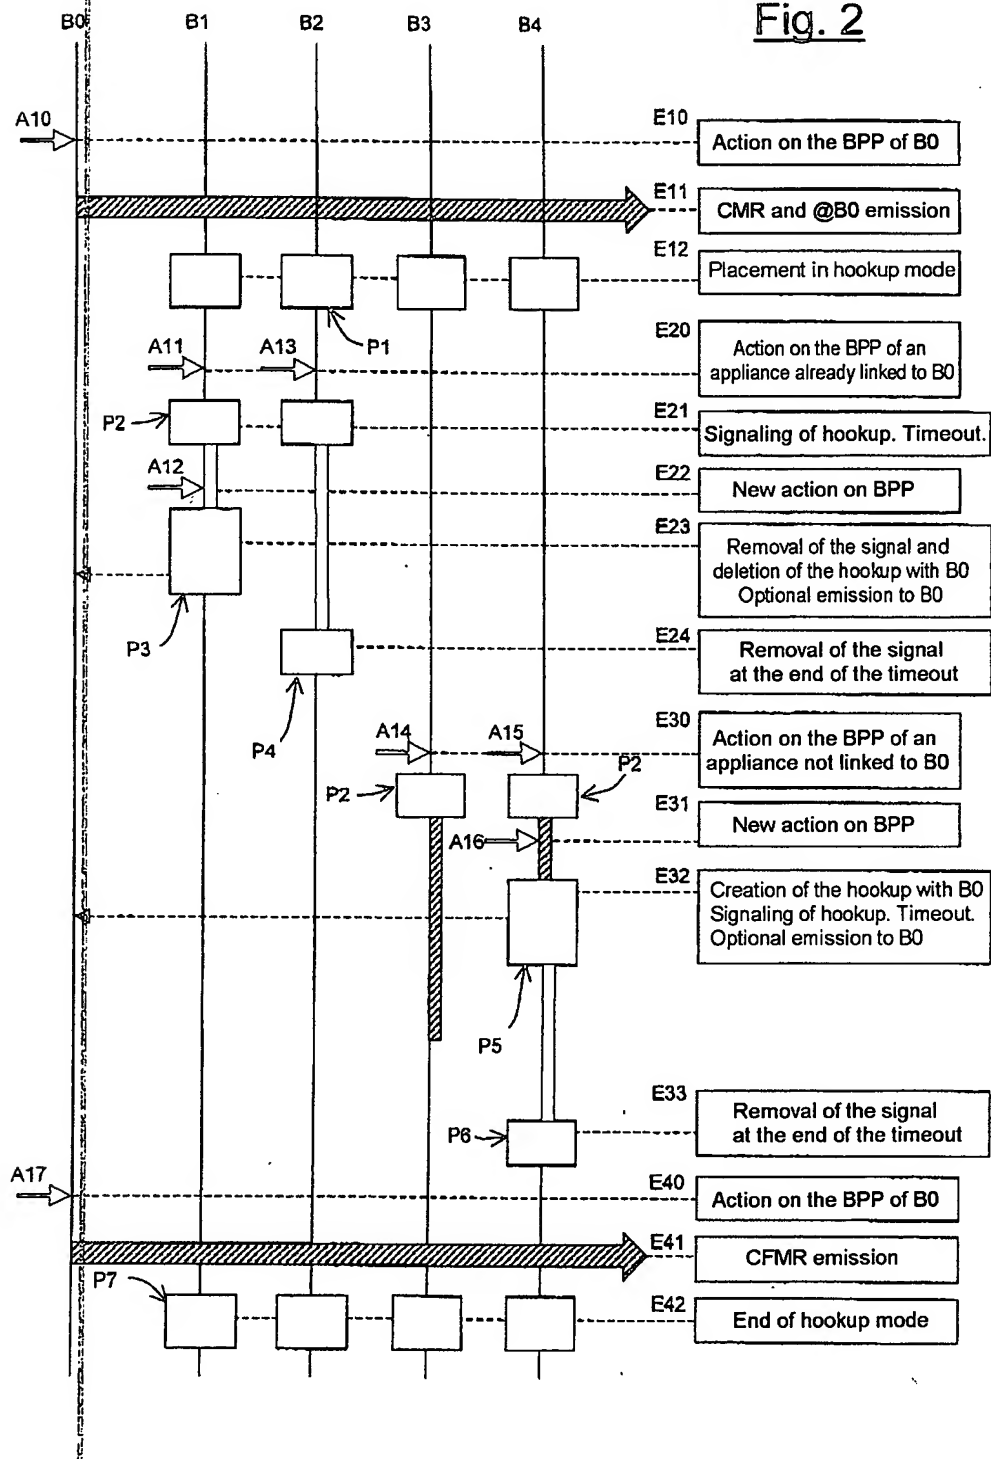 Fig. 2
B0 B1 B2 B3 B4
A10
E10
Action on the BPP of B0
E11
CMR and @B0 emission
E12
Placement in hookup mode
P1
E20
A11 A13
Action on the BPP of an
appliance already linked to B0
P2
E21
Signaling of hookup. Timeout.
A12
E22
New action on BPP
E23
Removal of the signal and
deletion of the hookup with B0
Optional emission to B0
P3
E24
Removal of the signal
at the end of the timeout
P4
E30
A14 A15
Action on the BPP of an
appliance not linked to B0
P2
P2
E31
New action on BPP
A16
E32
Creation of the hookup with B0
Signaling of hookup. Timeout.
Optional emission to B0
P5
E33
Removal of the signal
at the end of the timeout
P6
A17
E40
Action on the BPP of B0
E41
CFMR emission
P7
E42
End of hookup mode